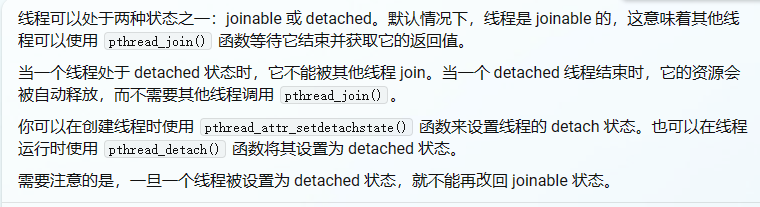 线程可以处于两种状态之一：joinable 或 detached。默认情况下，线程是 joinable 的，这意味着其他线
程可以使用 pthread_join() 函数等待它结束并获取它的返回值。
当一个线程处于 detached 状态时，它不能被其他线程 join。当一个 detached 线程结束时，它的资源会
被自动释放，而不需要其他线程调用 pthread_join() 。
你可以在创建线程时使用 pthread_attr_setdetachstate() 函数来设置线程的 detach 状态。也可以在线程
运行时使用 pthread_detach() 函数将其设置为 detached 状态。
需要注意的是，一旦一个线程被设置为 detached 状态，就不能再改回 joinable 状态。